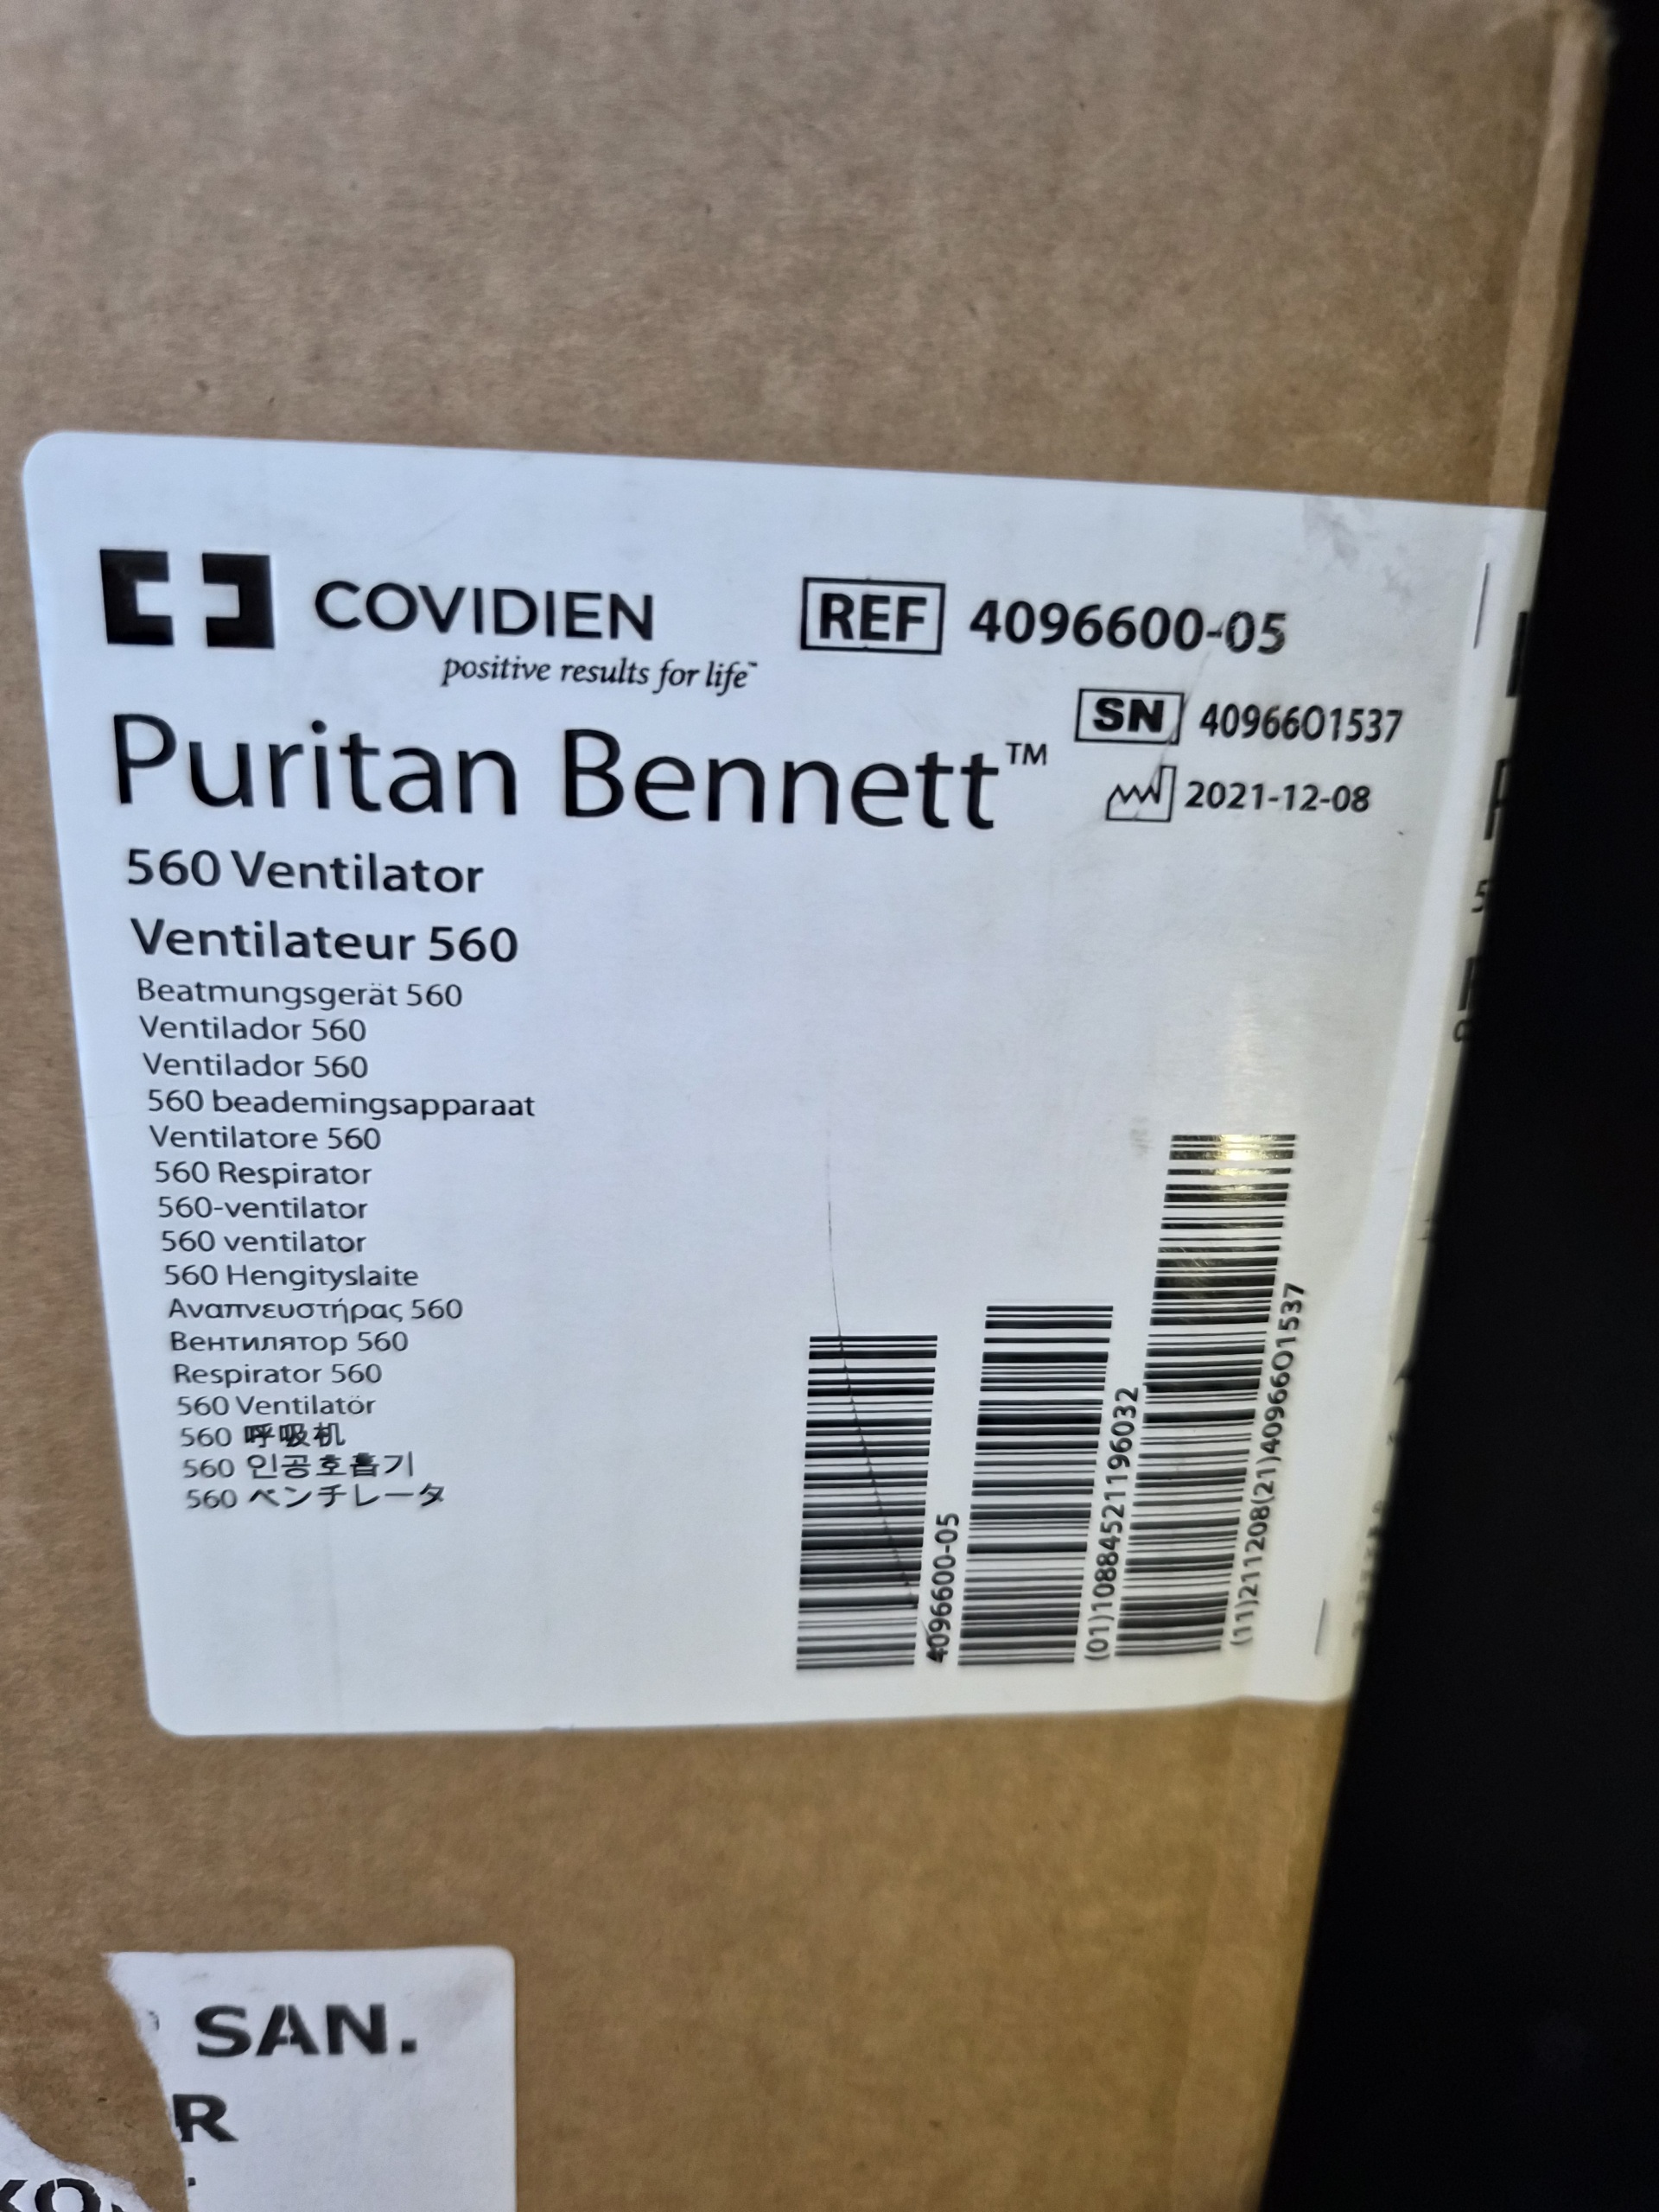 COVIDIEN
positive results for life™
REF 4096600-05
SN 40966O1537
2021-12-08
Puritan Bennett™
560 Ventilator
Ventilateur 560
Beatmungsgerät 560
Ventilador 560
Ventilador 560
560 beademingsapparaat
Ventilatore 560
560 Respirator
560-ventilator
560 ventilator
560 Hengityslaite
Αναπνευστήρας 560
Вентилятор 560
Respirator 560
560 Ventilatör
560 呼吸机
560 인공호흡기
560 ベンチレータ
4096600-05
(01)10884521196032
(11)211208(21)40966O1537
SAN.
R